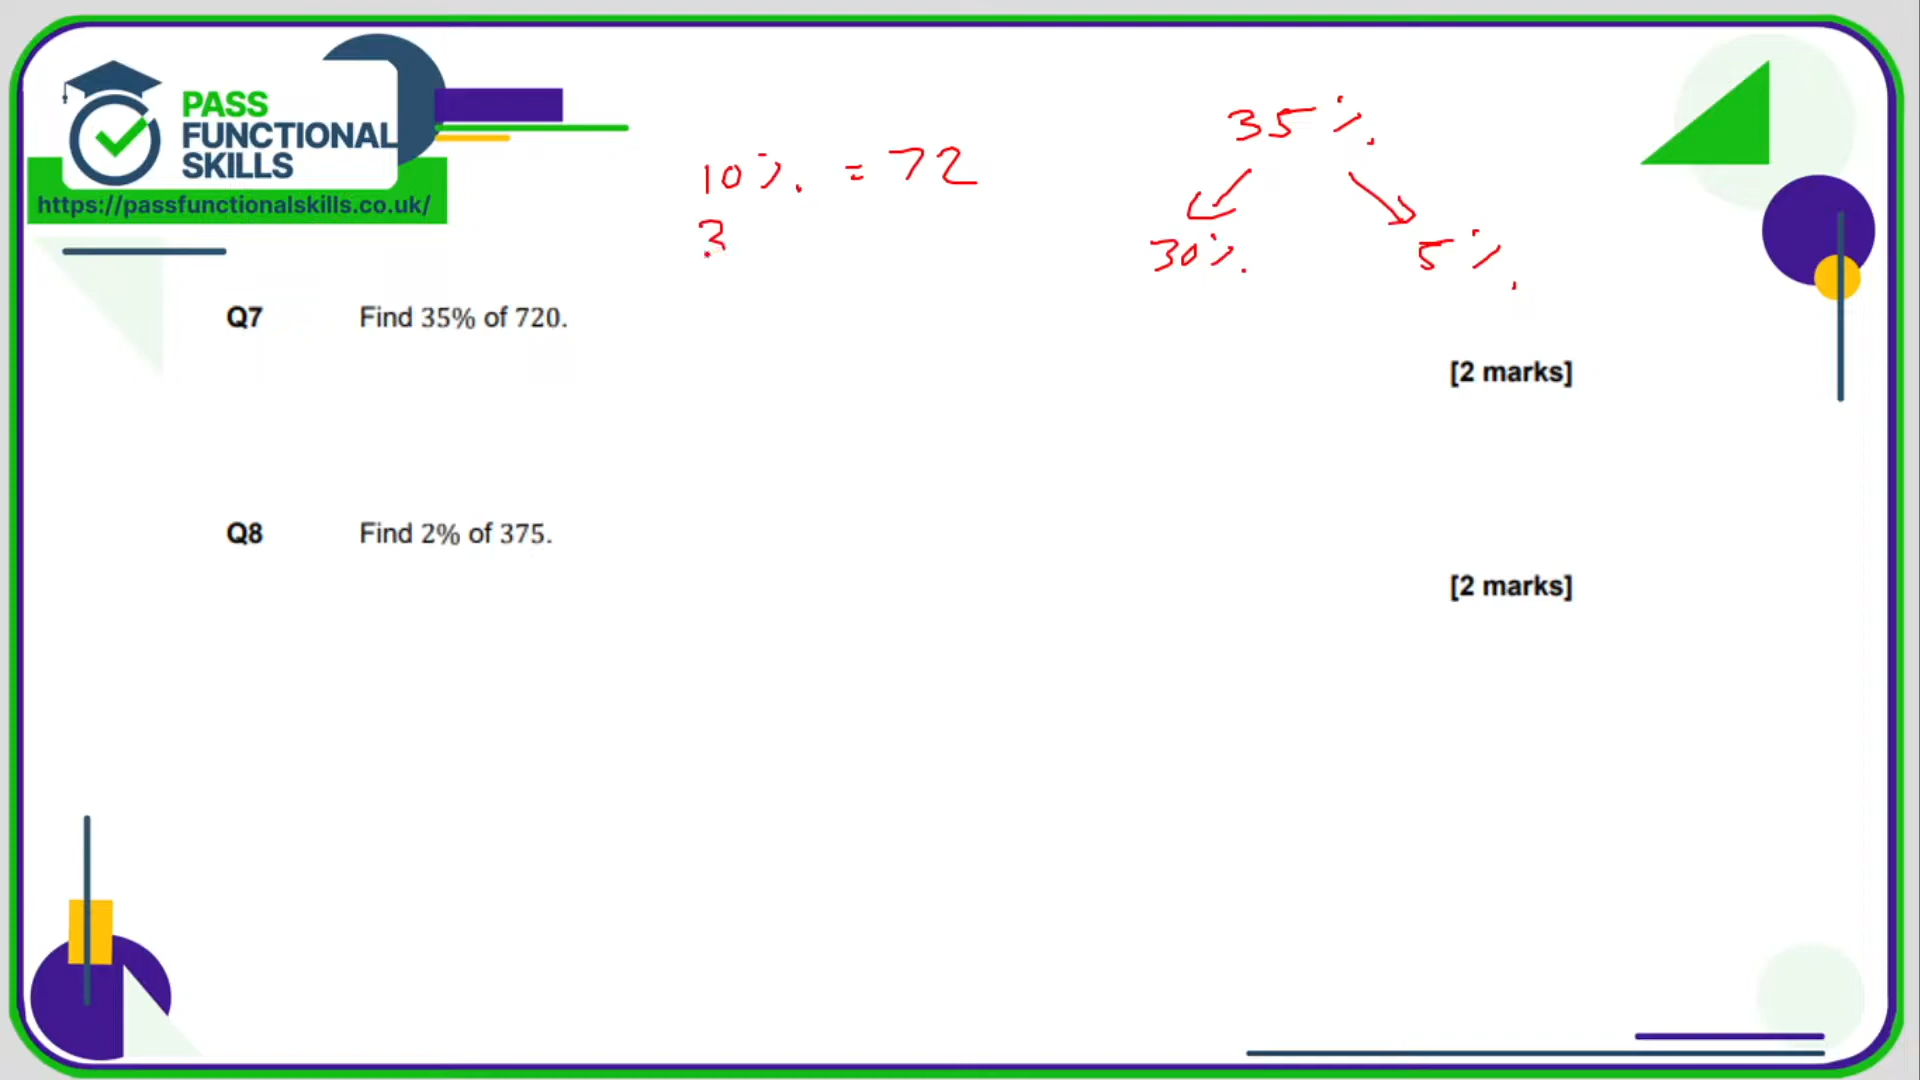 PASS
FUNCTIONAL
SKILLS
https://passfunctionalskills.co.uk/
35%
10% = 72
30% 5%
3
Q7 Find 35% of 720.
[2 marks]
Q8 Find 2% of 375.
[2 marks]